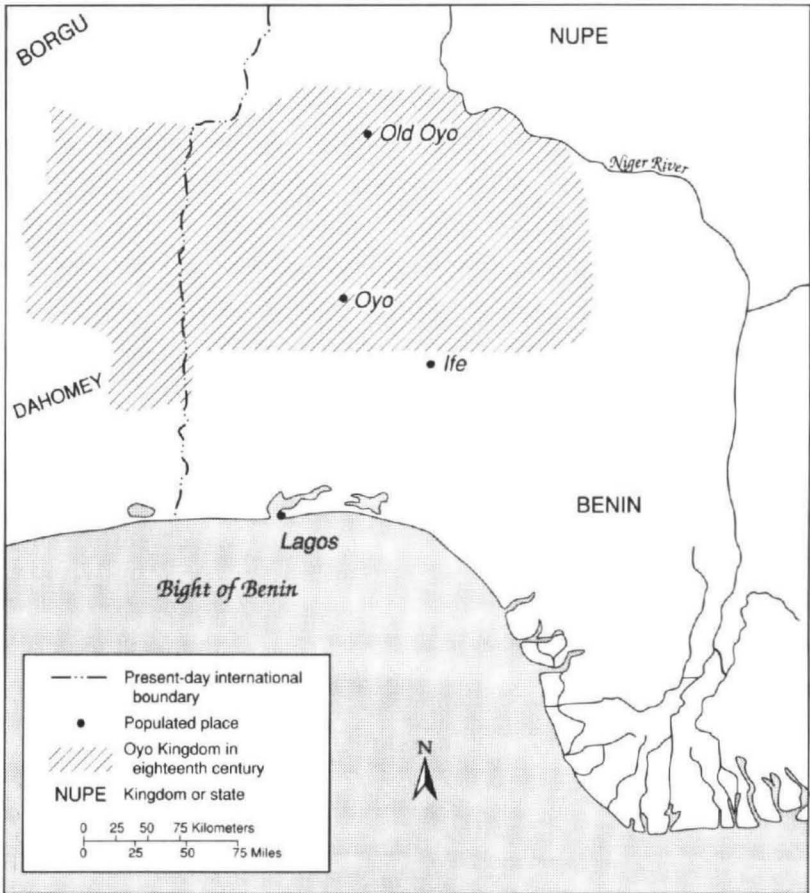 BORGU
NUPE
Old Oyo
Niger River
Oyo
Ife
DAHOMEY
BENIN
Lagos
Bight of Benin
Present-day international
boundary
Populated place
Oyo Kingdom in
eighteenth century
NUPE Kingdom or state
0 25 50 75 Kilometers
0 25 50 75 Miles
N